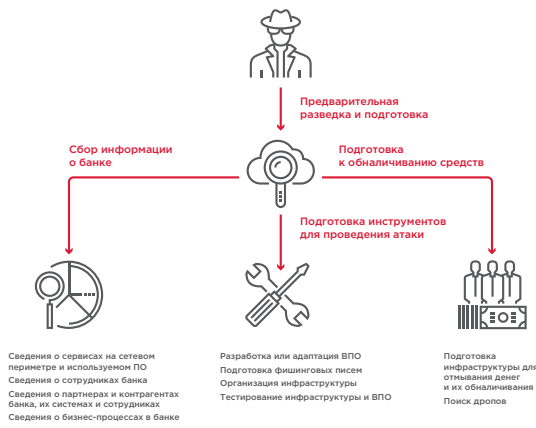 Предварительная
разведка и подготовка
Сбор информации
о банке
Подготовка
к обналичиванию средств
Подготовка инструментов
для проведения атаки
Сведения о сервисах на сетевом
периметре и используемом ПО
Сведения о сотрудниках банка
Сведения о партнерах и контрагентах
банка, их системах и сотрудниках
Сведения о бизнес-процессах в банке
Разработка или адаптация ВПО
Подготовка фишинговых писем
Организация инфраструктуры
Тестирование инфраструктуры и ВПО
Подготовка
инфраструктуры для
отмывания денег
и их обналичивания
Поиск дропов